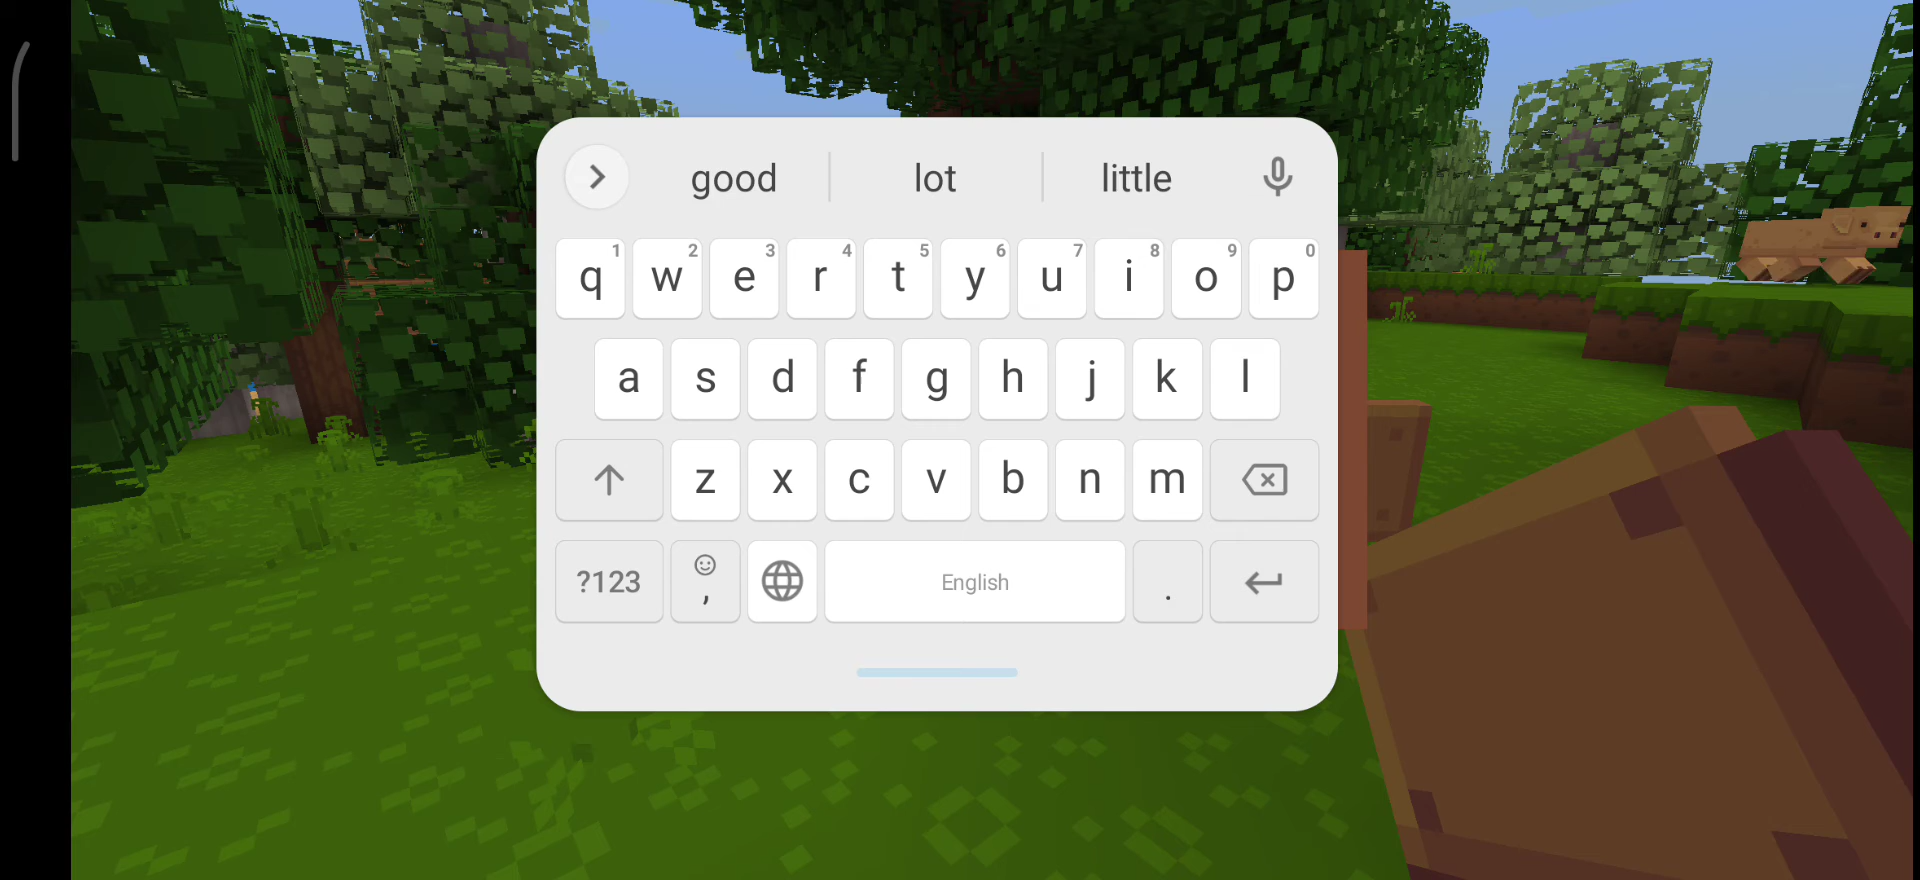 good lot little
q 1 w 2 e 3 r 4 t 5 y 6 u 7 i 8 o 9 p 0
a s d f g h j k l
z x c v b n m
?123 , English .